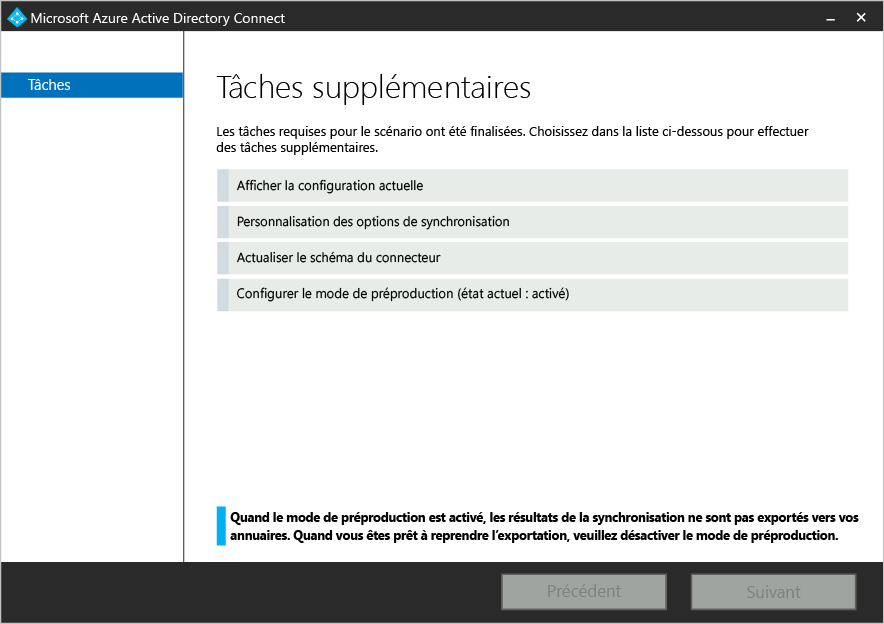 Microsoft Azure Active Directory Connect
Tâches
Tâches supplémentaires
Les tâches requises pour le scénario ont été finalisées. Choisissez dans la liste ci-dessous pour effectuer
des tâches supplémentaires.
Afficher la configuration actuelle
Personnalisation des options de synchronisation
Actualiser le schéma du connecteur
Configurer le mode de préproduction (état actuel : activé)
Quand le mode de préproduction est activé, les résultats de la synchronisation ne sont pas exportés vers vos
annuaires. Quand vous êtes prêt à reprendre l’exportation, veuillez désactiver le mode de préproduction.
Précédent
Suivant